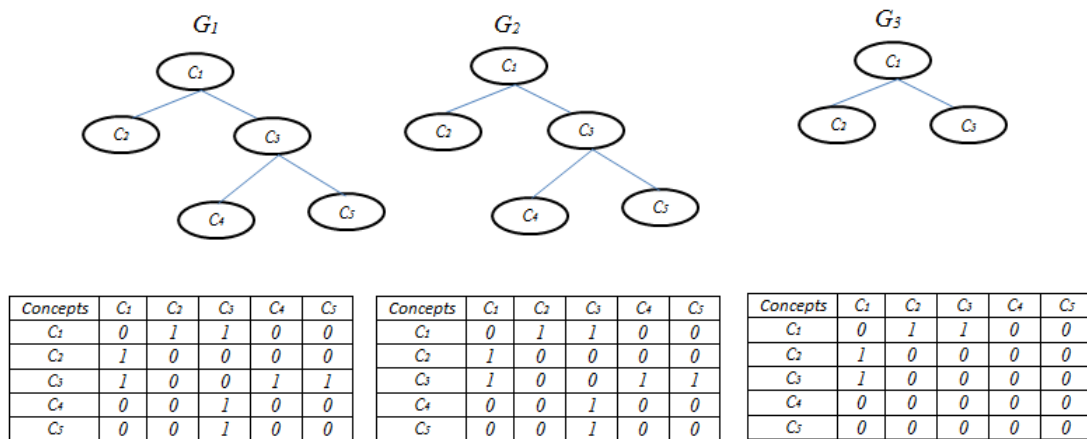 G1 G2 G3
C1 C1 C1
C2 C3 C2 C3 C2 C3
C4 C5 C4 C5
Concepts C1 C2 C3 C4 C5
C1 0 1 1 0 0
C2 1 0 0 0 0
C3 1 0 0 1 1
C4 0 0 1 0 0
C5 0 0 1 0 0
Concepts C1 C2 C3 C4 C5
C1 0 1 1 0 0
C2 1 0 0 0 0
C3 1 0 0 1 1
C4 0 0 1 0 0
C5 0 0 1 0 0
Concepts C1 C2 C3 C4 C5
C1 0 1 1 0 0
C2 1 0 0 0 0
C3 1 0 0 0 0
C4 0 0 0 0 0
C5 0 0 0 0 0